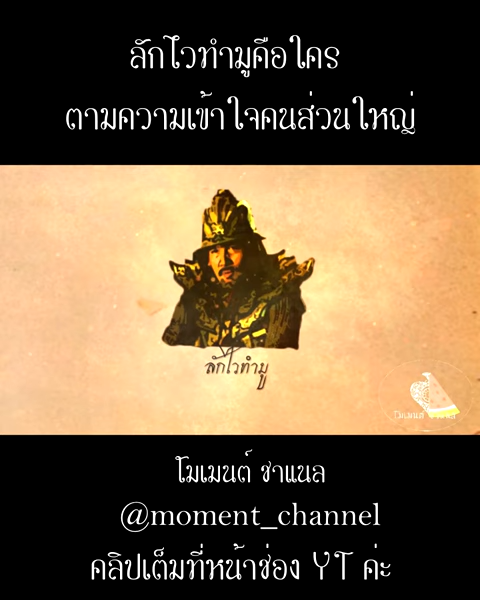 ลักไวทำมูคือใคร
ตามความเข้าใจคนส่วนใหญ่
ลักไวทำมู
โมเมนต์ ชาแนล
@moment_channel
คลิปเต็มที่หน้าช่อง YT ค่ะ